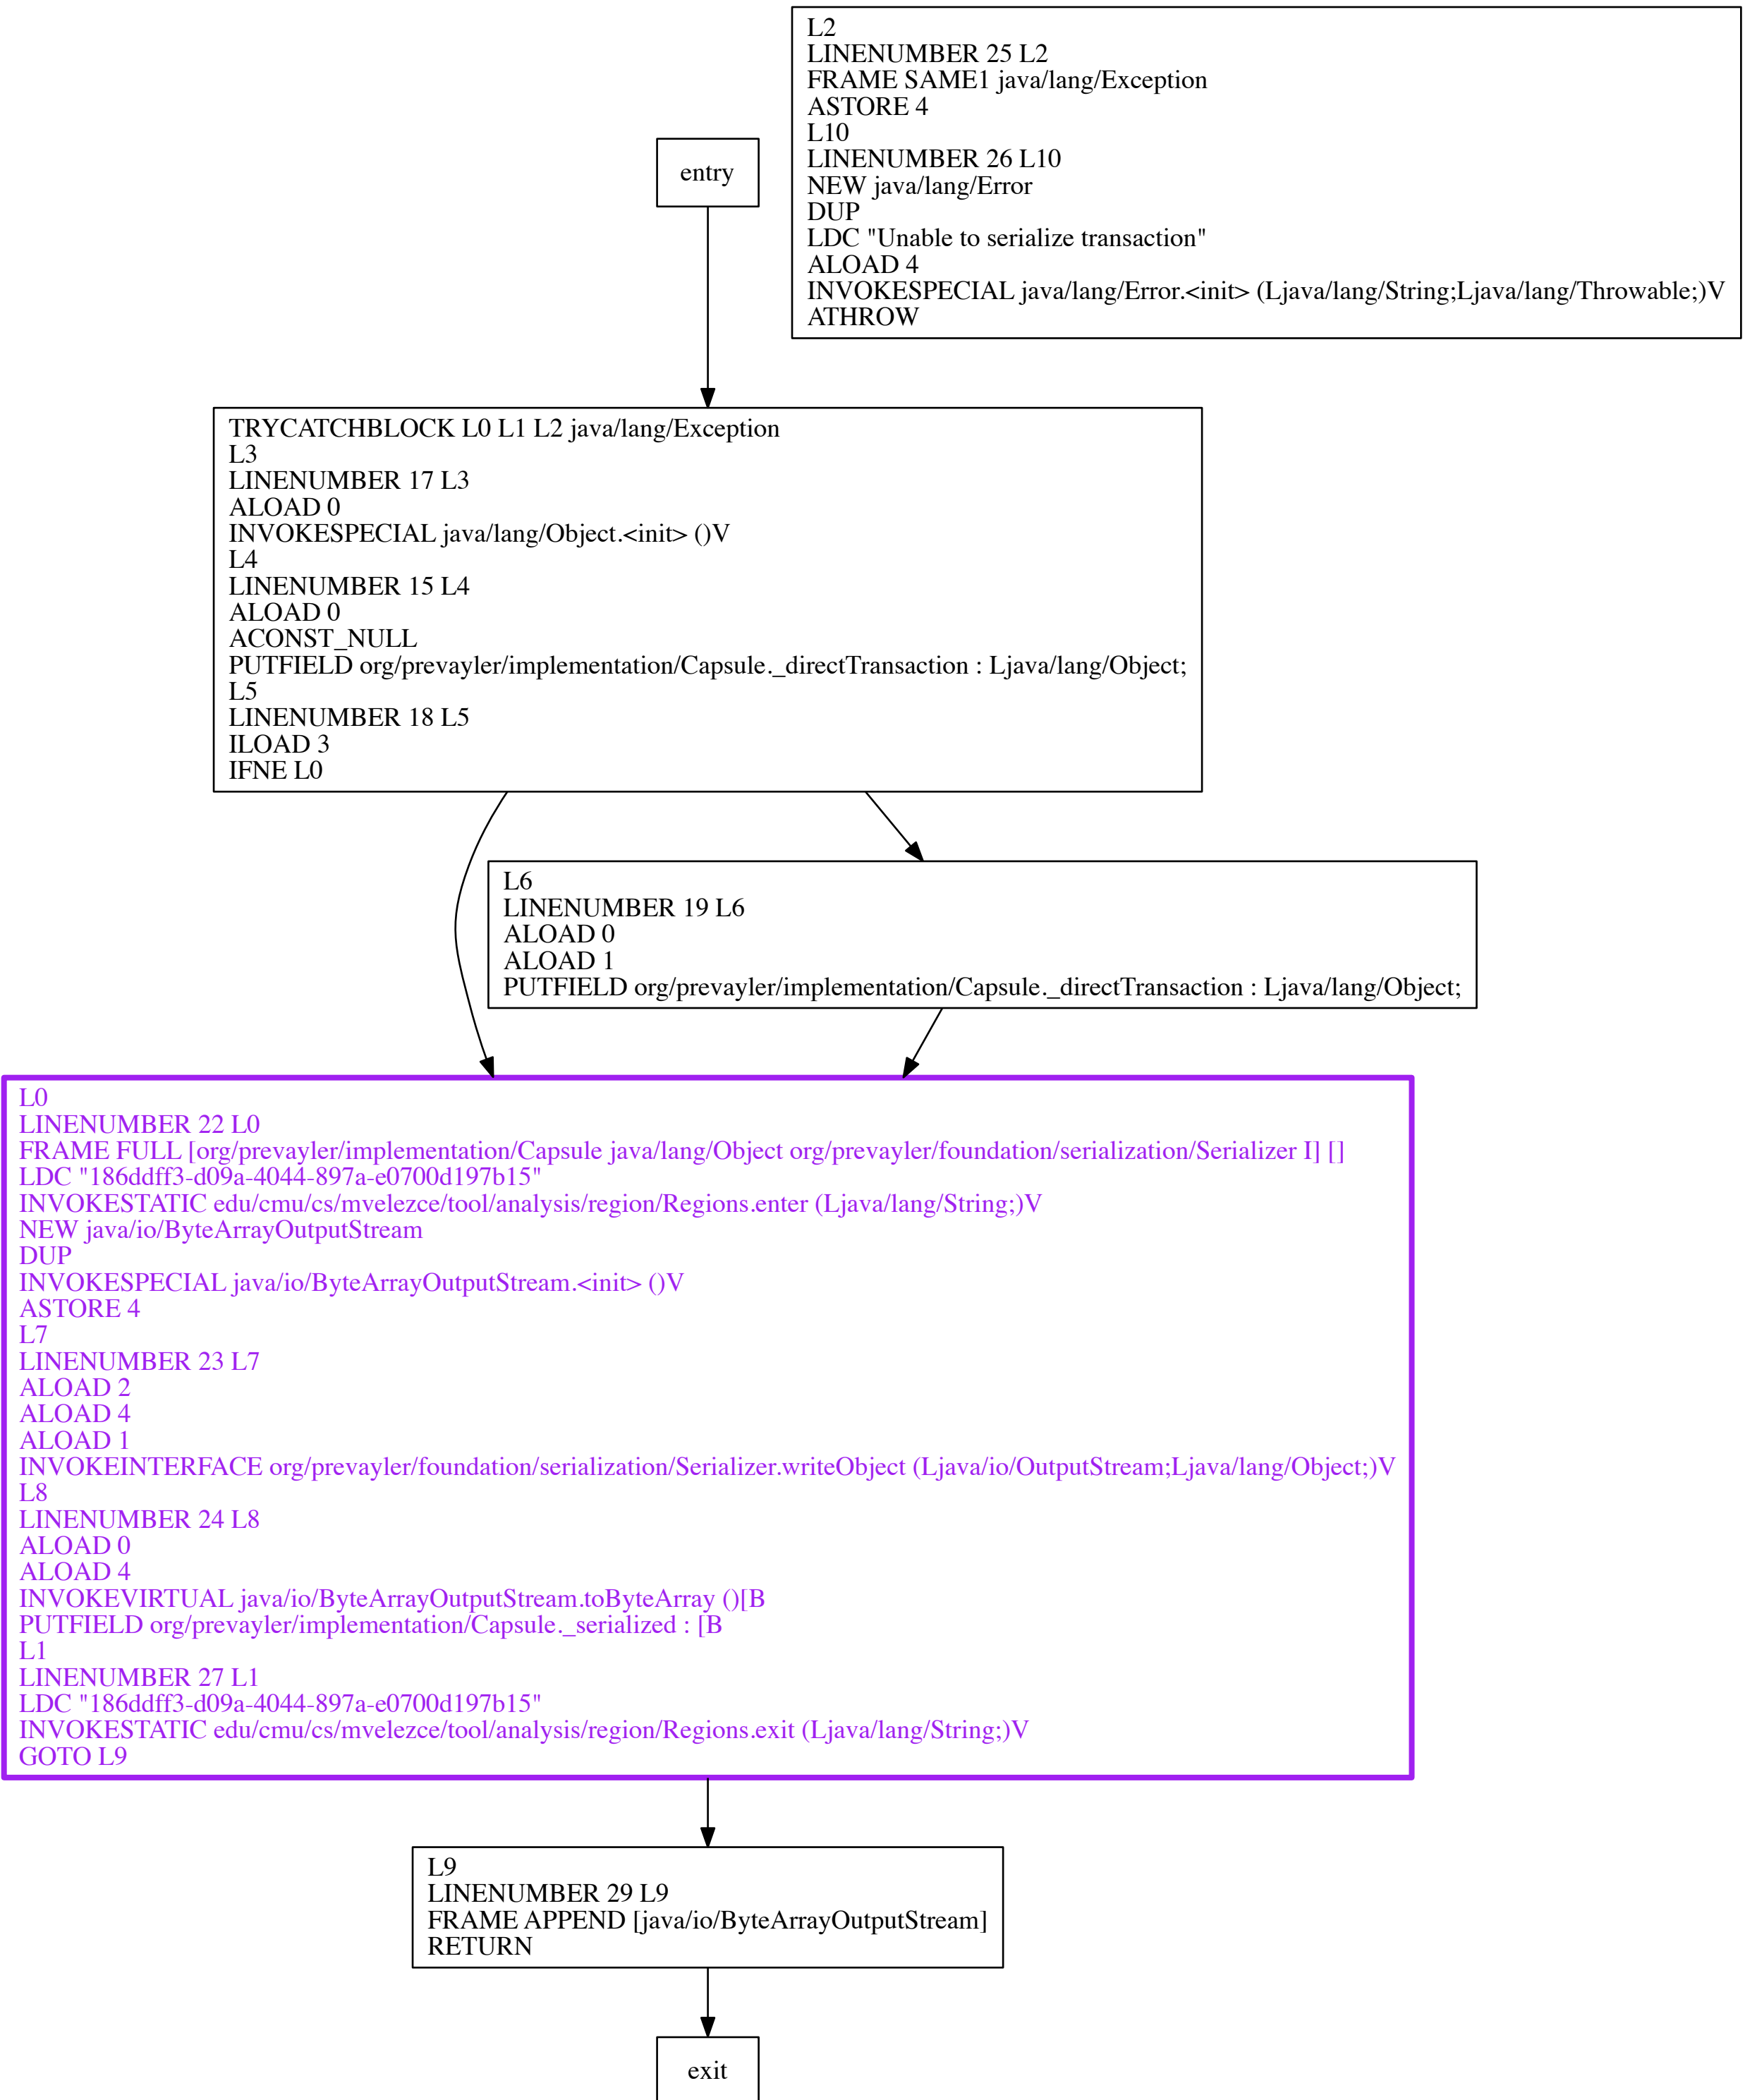 L2
LINENUMBER 25 L2
FRAME SAME1 java/lang/Exception
ASTORE 4
L10
LINENUMBER 26 L10
NEW java/lang/Error
DUP
LDC "Unable to serialize transaction"
ALOAD 4
INVOKESPECIAL java/lang/Error.<init> (Ljava/lang/String;Ljava/lang/Throwable;)V
ATHROW
entry
TRYCATCHBLOCK L0 L1 L2 java/lang/Exception
L3
LINENUMBER 17 L3
ALOAD 0
INVOKESPECIAL java/lang/Object.<init> ()V
L4
LINENUMBER 15 L4
ALOAD 0
ACONST_NULL
PUTFIELD org/prevayler/implementation/Capsule._directTransaction : Ljava/lang/Object;
L5
LINENUMBER 18 L5
ILOAD 3
IFNE L0
L6
LINENUMBER 19 L6
ALOAD 0
ALOAD 1
PUTFIELD org/prevayler/implementation/Capsule._directTransaction : Ljava/lang/Object;
L0
LINENUMBER 22 L0
FRAME FULL [org/prevayler/implementation/Capsule java/lang/Object org/prevayler/foundation/serialization/Serializer I] []
LDC "186ddff3-d09a-4044-897a-e0700d197b15"
INVOKESTATIC edu/cmu/cs/mvelezce/tool/analysis/region/Regions.enter (Ljava/lang/String;)V
NEW java/io/ByteArrayOutputStream
DUP
INVOKESPECIAL java/io/ByteArrayOutputStream.<init> ()V
ASTORE 4
L7
LINENUMBER 23 L7
ALOAD 2
ALOAD 4
ALOAD 1
INVOKEINTERFACE org/prevayler/foundation/serialization/Serializer.writeObject (Ljava/io/OutputStream;Ljava/lang/Object;)V
L8
LINENUMBER 24 L8
ALOAD 0
ALOAD 4
INVOKEVIRTUAL java/io/ByteArrayOutputStream.toByteArray ()[B
PUTFIELD org/prevayler/implementation/Capsule._serialized : [B
L1
LINENUMBER 27 L1
LDC "186ddff3-d09a-4044-897a-e0700d197b15"
INVOKESTATIC edu/cmu/cs/mvelezce/tool/analysis/region/Regions.exit (Ljava/lang/String;)V
GOTO L9
L9
LINENUMBER 29 L9
FRAME APPEND [java/io/ByteArrayOutputStream]
RETURN
exit